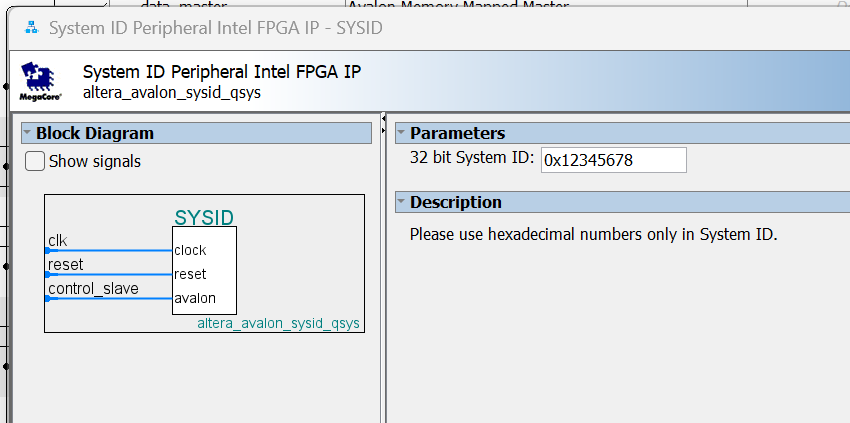 data_master Avalon Memory Mapped Master
System ID Peripheral Intel FPGA IP - SYSID
System ID Peripheral Intel FPGA IP
altera_avalon_sysid_qsys
MegaCore®
Block Diagram
Show signals
SYSID
clk
clock
reset
reset
control_slave
avalon
altera_avalon_sysid_qsys
Parameters
32 bit System ID: 0x12345678
Description
Please use hexadecimal numbers only in System ID.